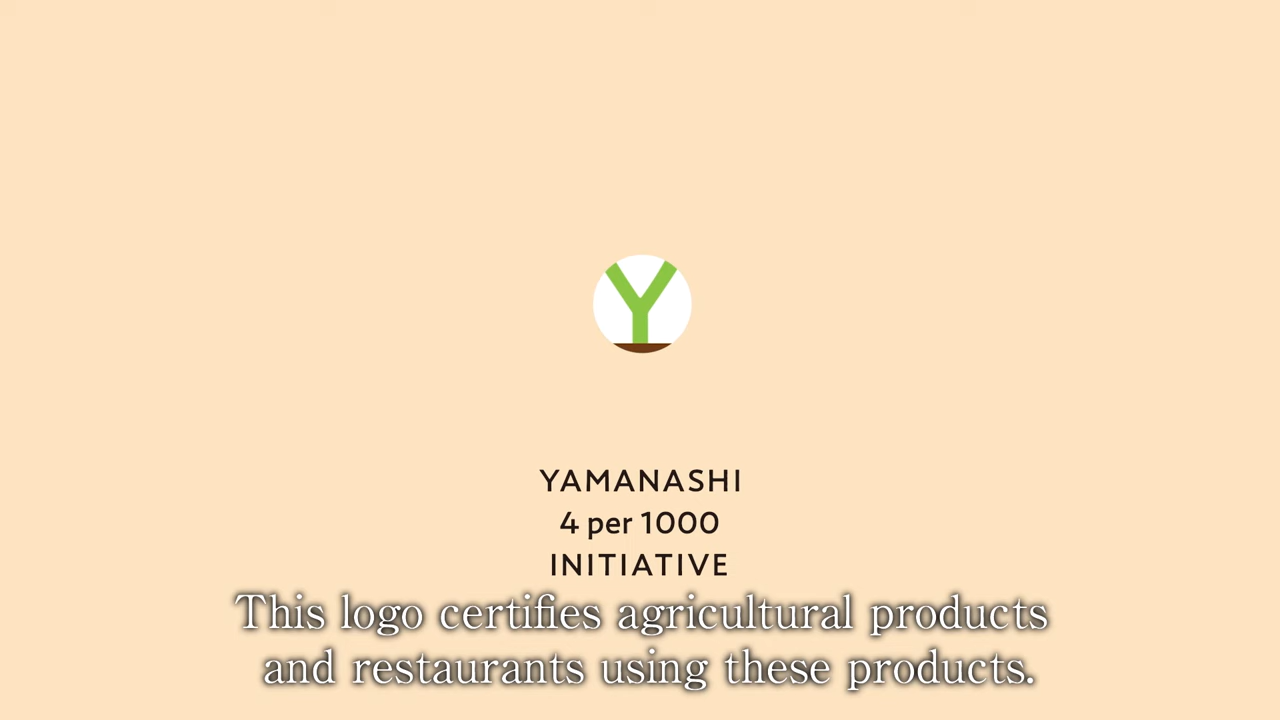 Y
YAMANASHI
4 per 1000
INITIATIVE
This logo certifies agricultural products
and restaurants using these products.